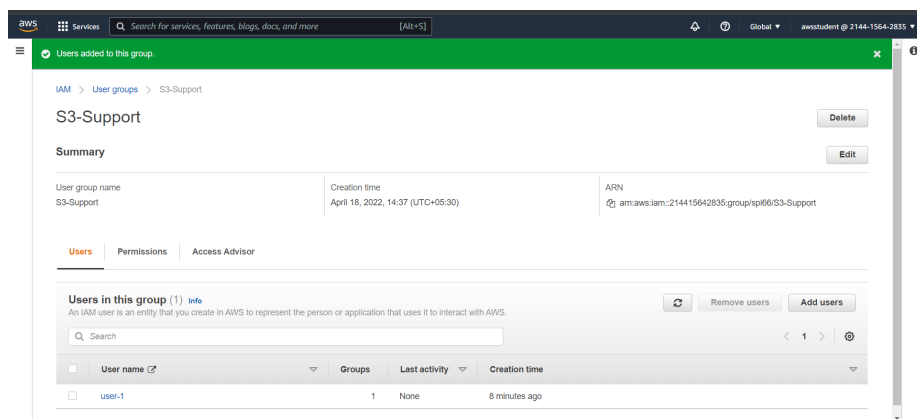 aws Services Search for services, features, blogs, docs, and more [Alt+S] Global ▼ awsstudent @ 2144-1564-2835 ▼
Users added to this group.
IAM > User groups > S3-Support
S3-Support Delete
Summary Edit
User group name Creation time ARN
S3-Support April 18, 2022, 14:37 (UTC+05:30) arn:aws:iam::214415642835:group/spl66/S3-Support
Users Permissions Access Advisor
Users in this group (1) Info Remove users Add users
An IAM user is an entity that you create in AWS to represent the person or application that uses it to interact with AWS.
Search < 1 >
User name Groups Last activity Creation time
user-1 1 None 8 minutes ago